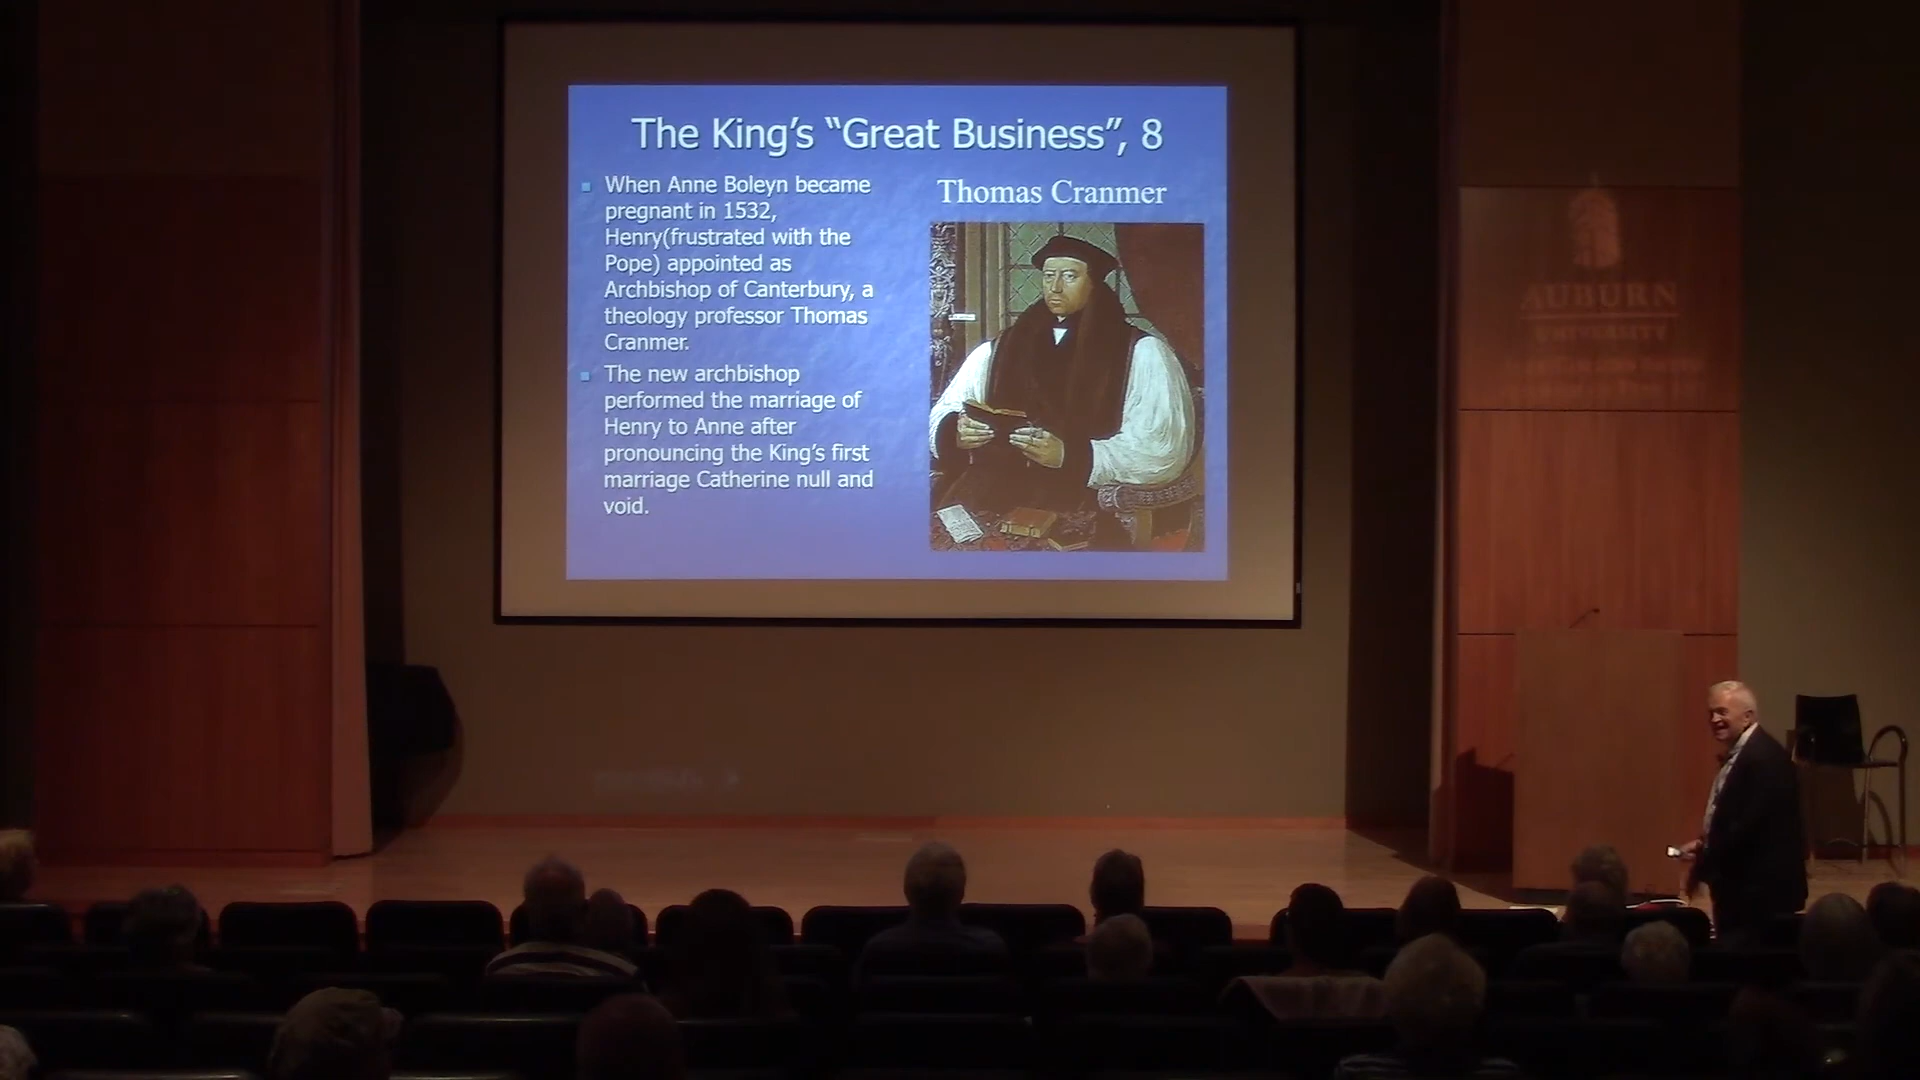 The King's “Great Business”, 8
When Anne Boleyn became
pregnant in 1532,
Henry(frustrated with the
Pope) appointed as
Archbishop of Canterbury, a
theology professor Thomas
Cranmer.
The new archbishop
performed the marriage of
Henry to Anne after
pronouncing the King's first
marriage Catherine null and
void.
Thomas Cranmer
AUBURN
UNIVERSITY